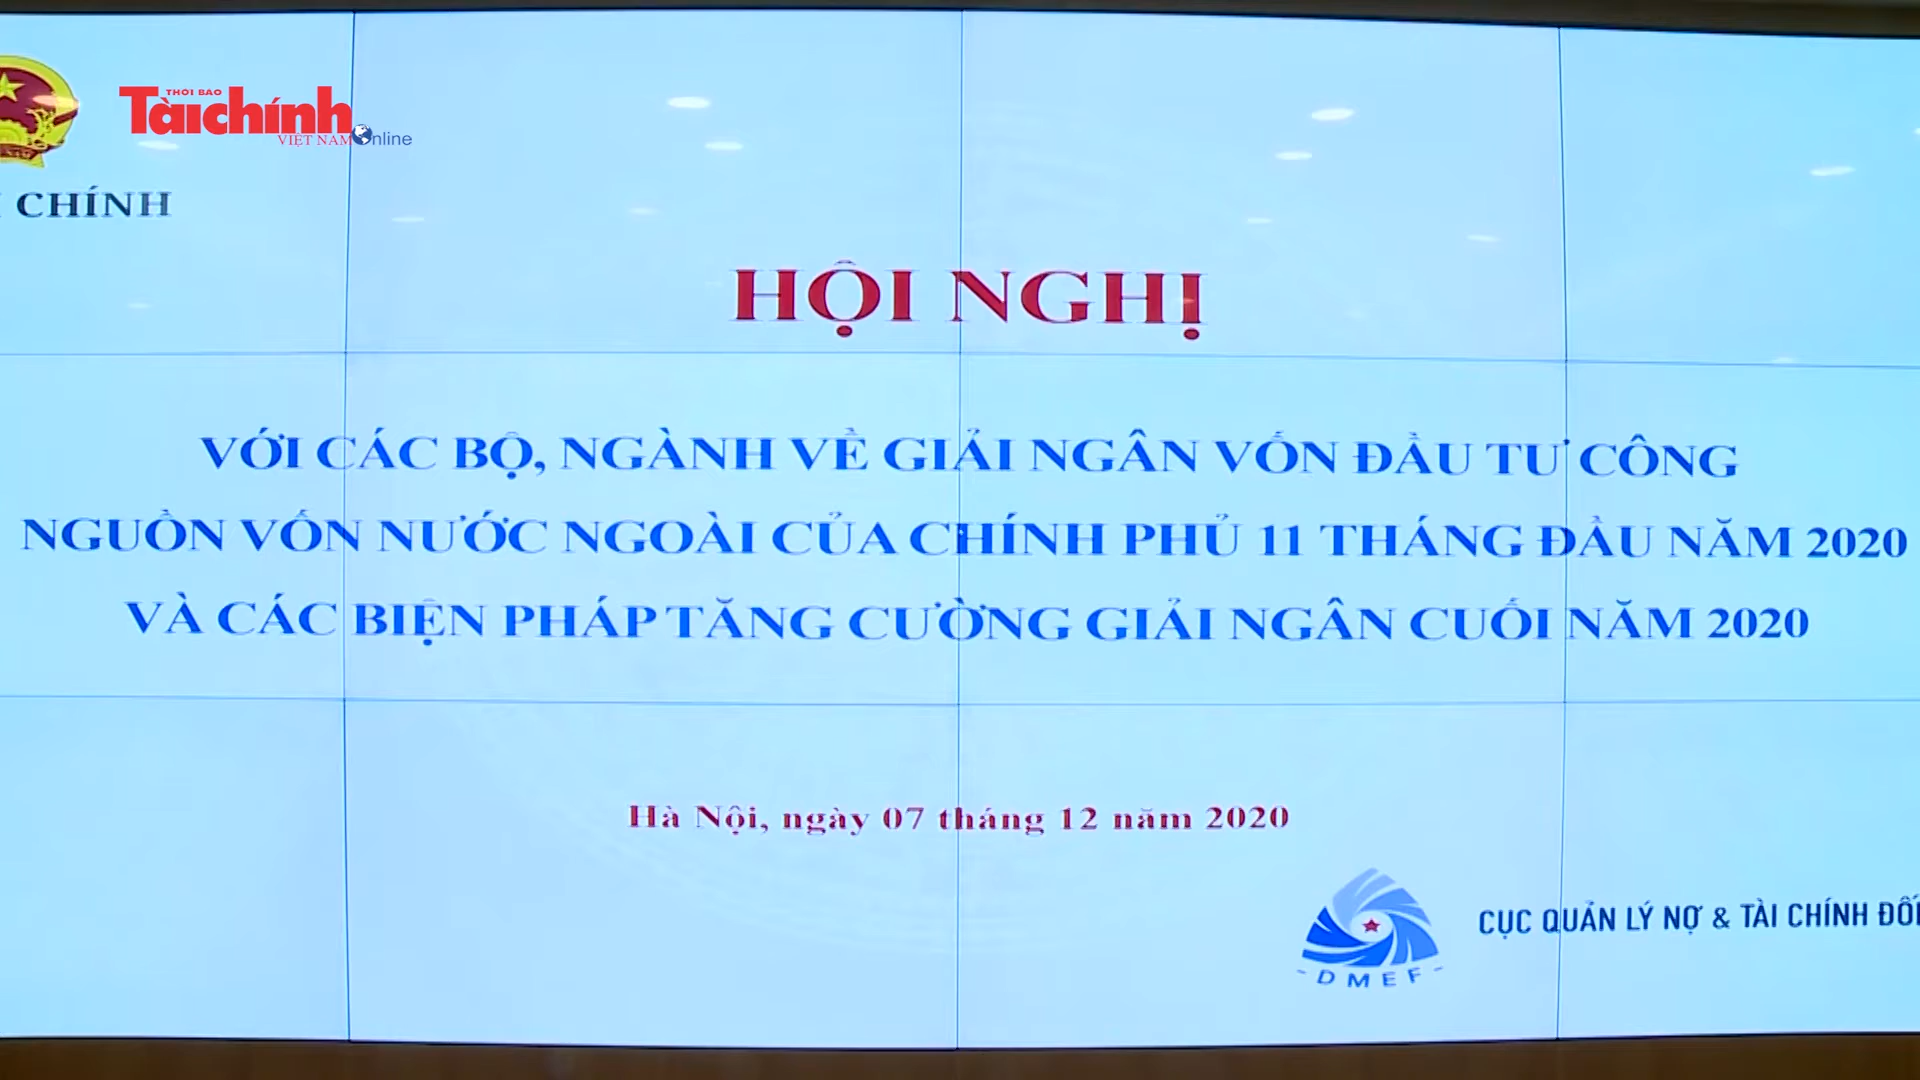 THỜI BÁO
Tàichính
VIỆT NAM Online
CHÍNH
HỘI NGHỊ
VỚI CÁC BỘ, NGÀNH VỀ GIẢI NGÂN VỐN ĐẦU TƯ CÔNG
NGUỒN VỐN NƯỚC NGOÀI CỦA CHÍNH PHỦ 11 THÁNG ĐẦU NĂM 2020
VÀ CÁC BIỆN PHÁP TĂNG CƯỜNG GIẢI NGÂN CUỐI NĂM 2020
Hà Nội, ngày 07 tháng 12 năm 2020
CỤC QUẢN LÝ NỢ & TÀI CHÍNH ĐỐI
DMEF